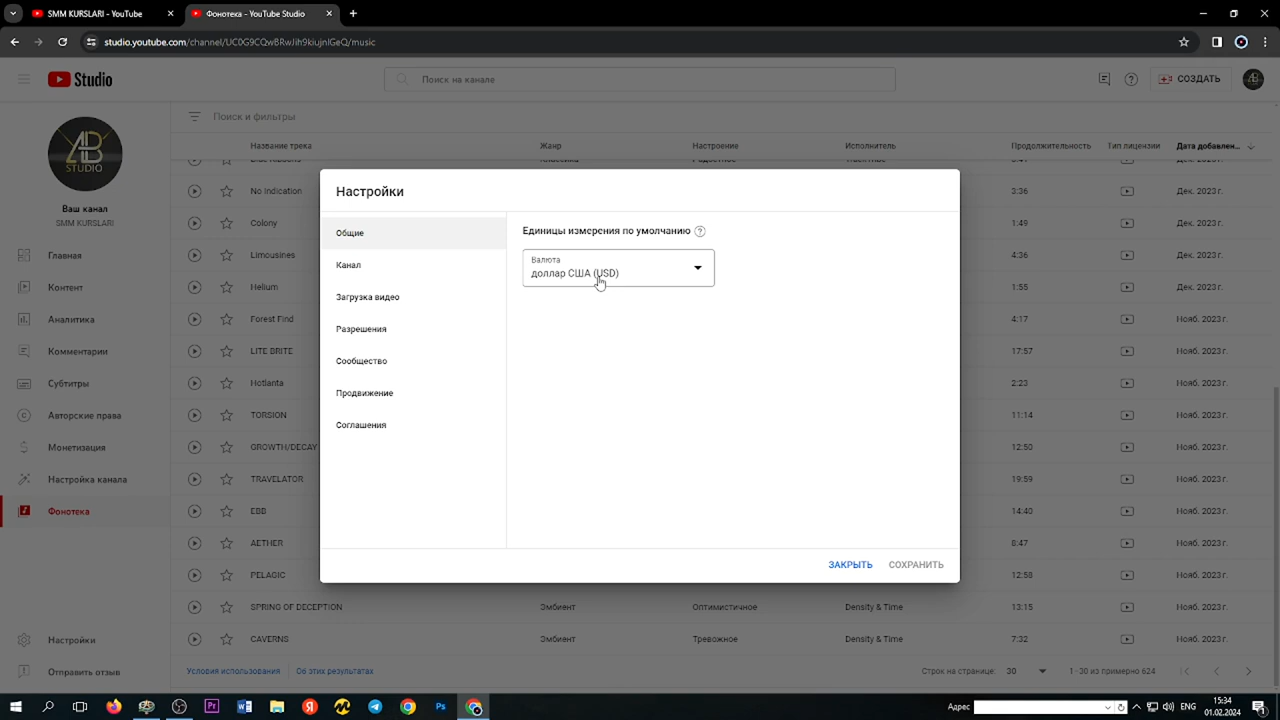 SMM KURSLARI - YouTube
Фонотека - YouTube Studio
studio.youtube.com/channel/UC0G9CQwBRwJih9kiujnIGeQ/music
Studio
Поиск на канале
СОЗДАТЬ
AB
STUDIO
Ваш канал
SMM KURSLARI
Главная
Контент
Аналитика
Комментарии
Субтитры
Авторские права
Монетизация
Настройка канала
Фонотека
Настройки
Отправить отзыв
Поиск и фильтры
Название трека Жанр Настроение Исполнитель Продолжительность Тип лицензии Дата добавлен...
No Indication 3:36 Дек. 2023 г.
Colony 1:49 Дек. 2023 г.
Limousines 4:36 Дек. 2023 г.
Helium 1:55 Дек. 2023 г.
Forest Find 4:17 Нояб. 2023 г.
LITE BRITE 17:57 Нояб. 2023 г.
Hotlanta 2:23 Нояб. 2023 г.
TORSION 11:14 Нояб. 2023 г.
GROWTH/DECAY 12:50 Нояб. 2023 г.
TRAVELATOR 19:59 Нояб. 2023 г.
EBB 14:40 Нояб. 2023 г.
AETHER 8:47 Нояб. 2023 г.
PELAGIC 12:58 Нояб. 2023 г.
SPRING OF DECEPTION Эмбиент Оптимистичное Density & Time 13:15 Нояб. 2023 г.
CAVERNS Эмбиент Тревожное Density & Time 7:32 Нояб. 2023 г.
Условия использования Об этих результатах Строк на странице: 30 1 - 30 из примерно 624
Настройки
Общие
Канал
Загрузка видео
Разрешения
Сообщество
Продвижение
Соглашения
Единицы измерения по умолчанию
Валюта
доллар США (USD)
ЗАКРЫТЬ СОХРАНИТЬ
Адрес
ENG
15:34
01.02.2024